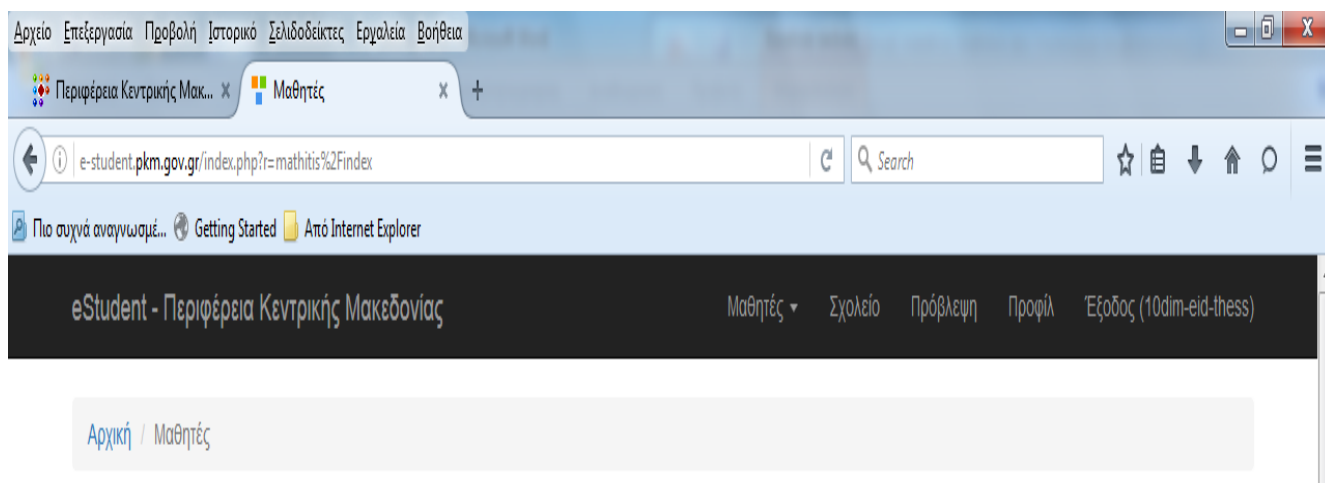 Αρχείο Επεξεργασία Προβολή Ιστορικό Σελιδοδείκτες Εργαλεία Βοήθεια
Περιφέρεια Κεντρικής Μακ... Μαθητές
e-student.pkm.gov.gr/index.php?r=mathitis%2Findex Search
Πιο συχνά αναγνωσμέ... Getting Started Από Internet Explorer
eStudent - Περιφέρεια Κεντρικής Μακεδονίας Μαθητές Σχολείο Πρόβλεψη Προφίλ Έξοδος (10dim-eid-thess)
Αρχική / Μαθητές